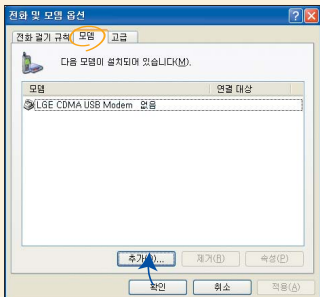 전화 및 모뎀 옵션
전화 걸기 규칙 모뎀 고급
다음 모뎀이 설치되어 있습니다(M).
모뎀 연결 대상
LGE CDMA USB Modem 없음
추가(D)... 제거(R) 속성(P)
확인 취소 적용(A)